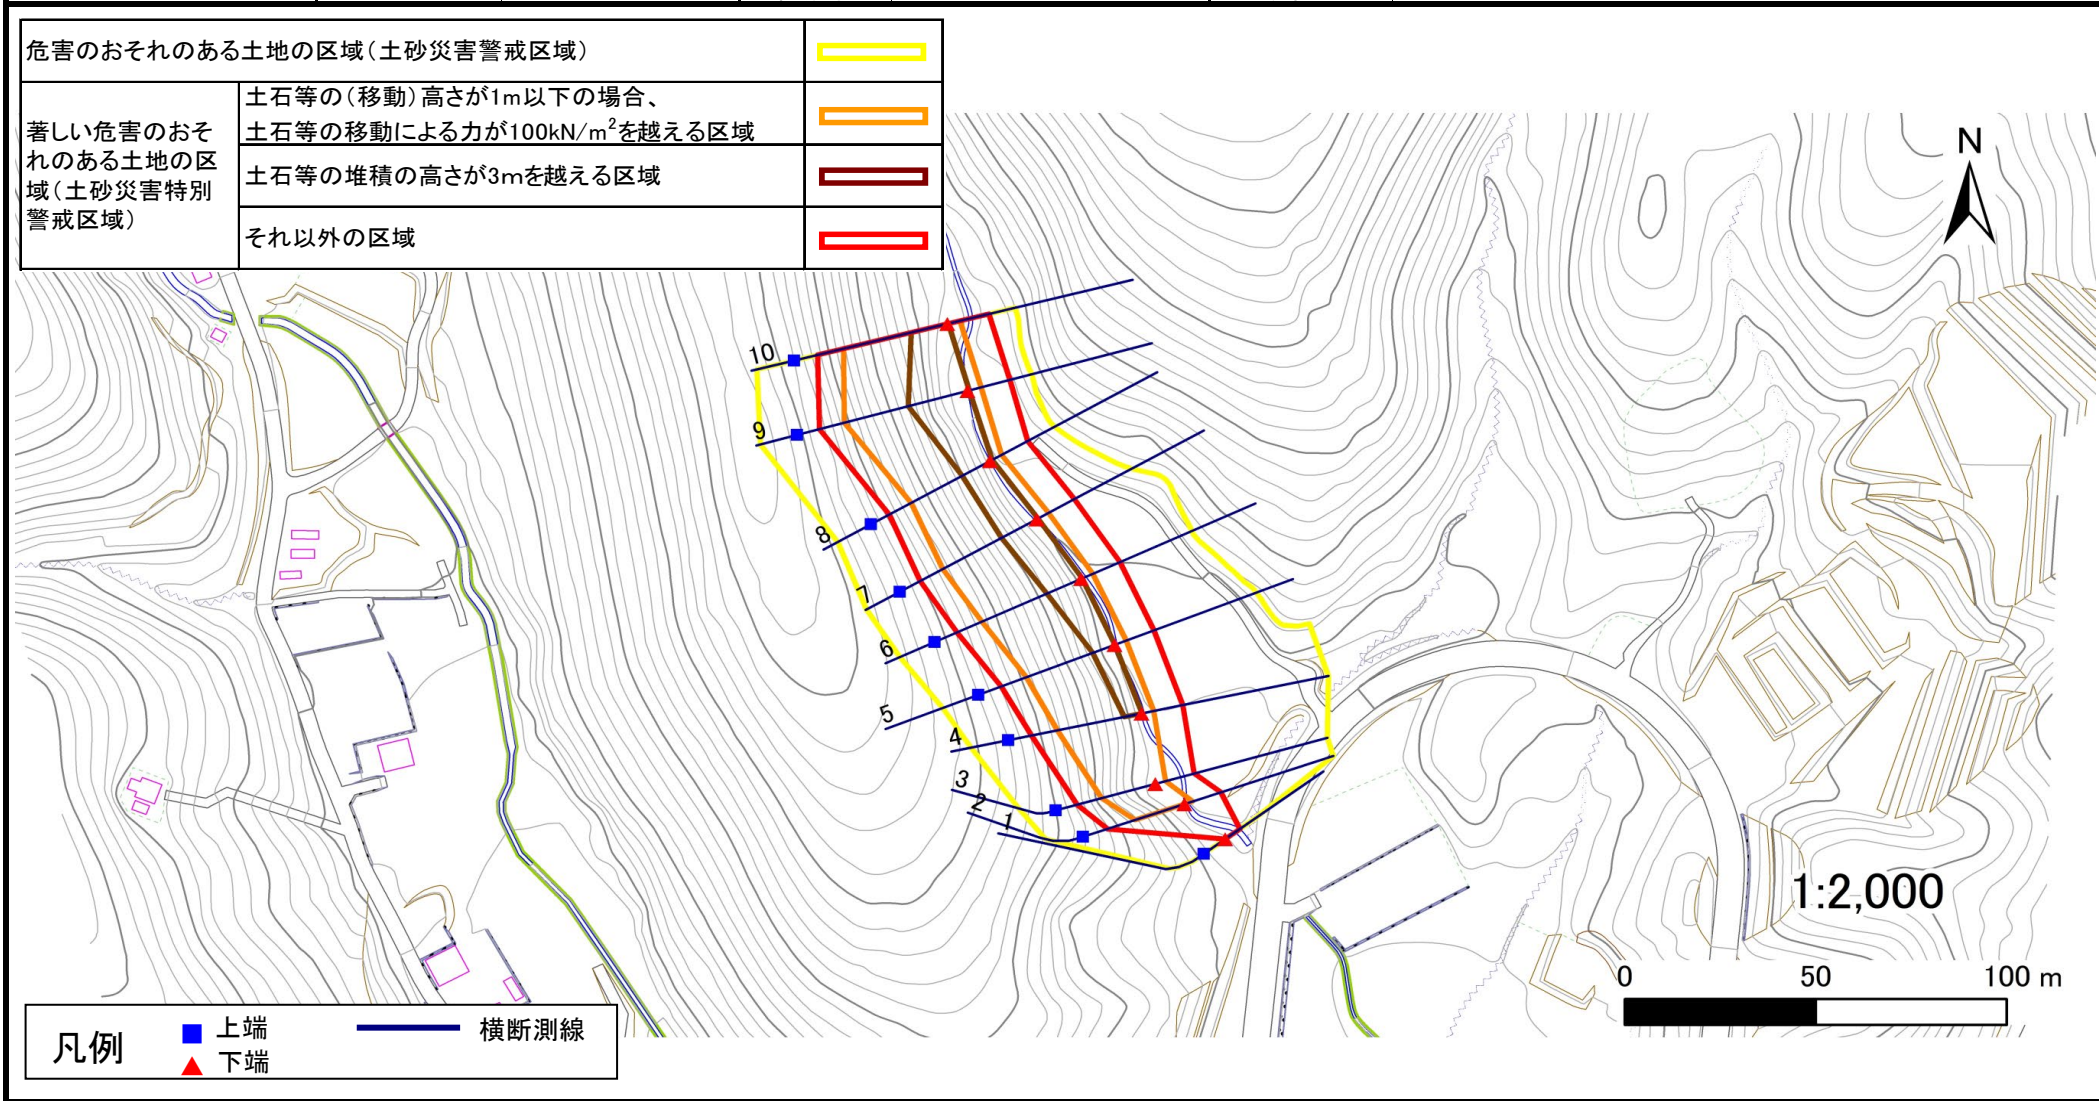 危害のおそれのある土地の区域（土砂災害警戒区域）
著しい危害のおそ
れのある土地の区
域（土砂災害特別
警戒区域）
土石等の（移動）高さが1m以下の場合、
土石等の移動による力が100kN/m²を越える区域
土石等の堆積の高さが3mを越える区域
それ以外の区域
N
10
9
8
7
6
5
4
3
2
1
1:2,000
0 50 100 m
凡例
上端
横断測線
下端